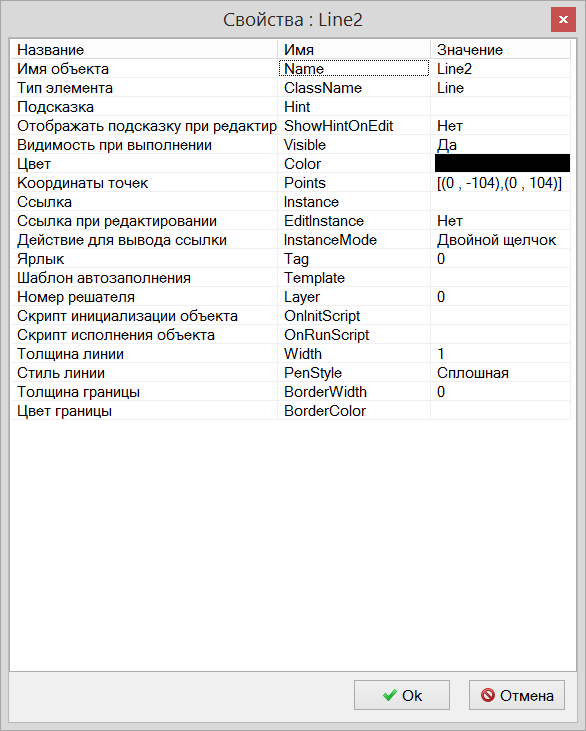 Свойства : Line2
Название Имя Значение
Имя объекта Name Line2
Тип элемента ClassName Line
Подсказка Hint
Отображать подсказку при редактир ShowHintOnEdit Нет
Видимость при выполнении Visible Да
Цвет Color
Координаты точек Points [(0 , -104),(0 , 104)]
Ссылка Instance
Ссылка при редактировании EditInstance Нет
Действие для вывода ссылки InstanceMode Двойной щелчок
Ярлык Tag 0
Шаблон автозаполнения Template
Номер решателя Layer 0
Скрипт инициализации объекта OnInitScript
Скрипт исполнения объекта OnRunScript
Толщина линии Width 1
Стиль линии PenStyle Сплошная
Толщина границы BorderWidth 0
Цвет границы BorderColor
Ok Отмена